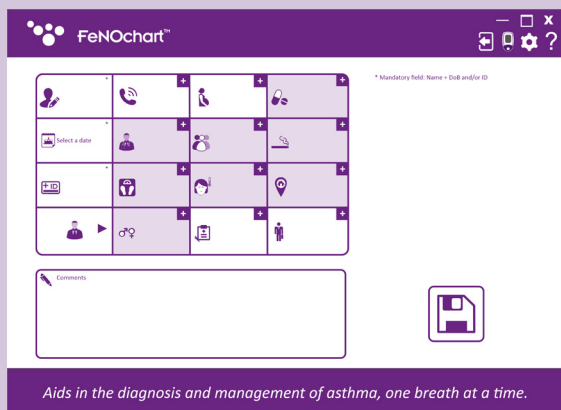 FeNOchart™
* Mandatory field: Name + DoB and/or ID
Select a date
+ ID
Comments
Aids in the diagnosis and management of asthma, one breath at a time.